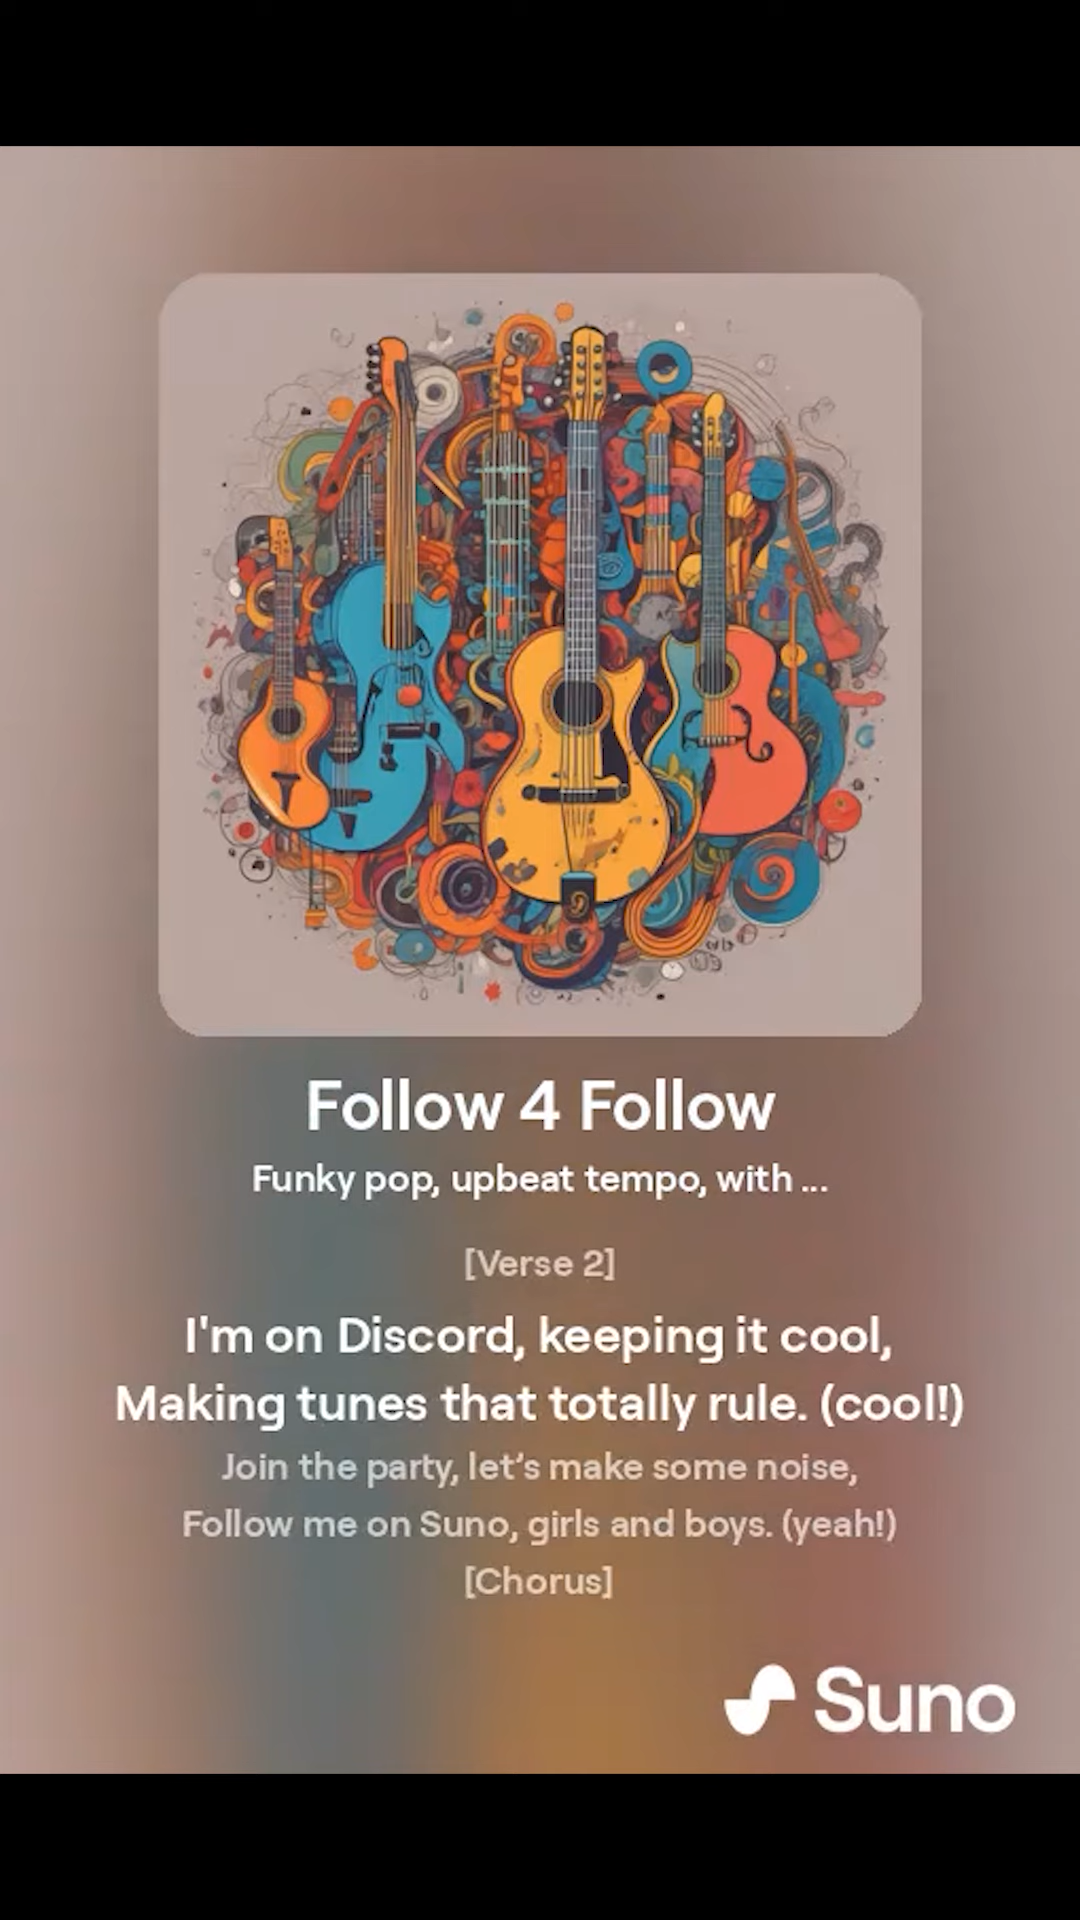 Follow 4 Follow
Funky pop, upbeat tempo, with ...
[Verse 2]
I'm on Discord, keeping it cool,
Making tunes that totally rule. (cool!)
Join the party, let’s make some noise,
Follow me on Suno, girls and boys. (yeah!)
[Chorus]
Suno